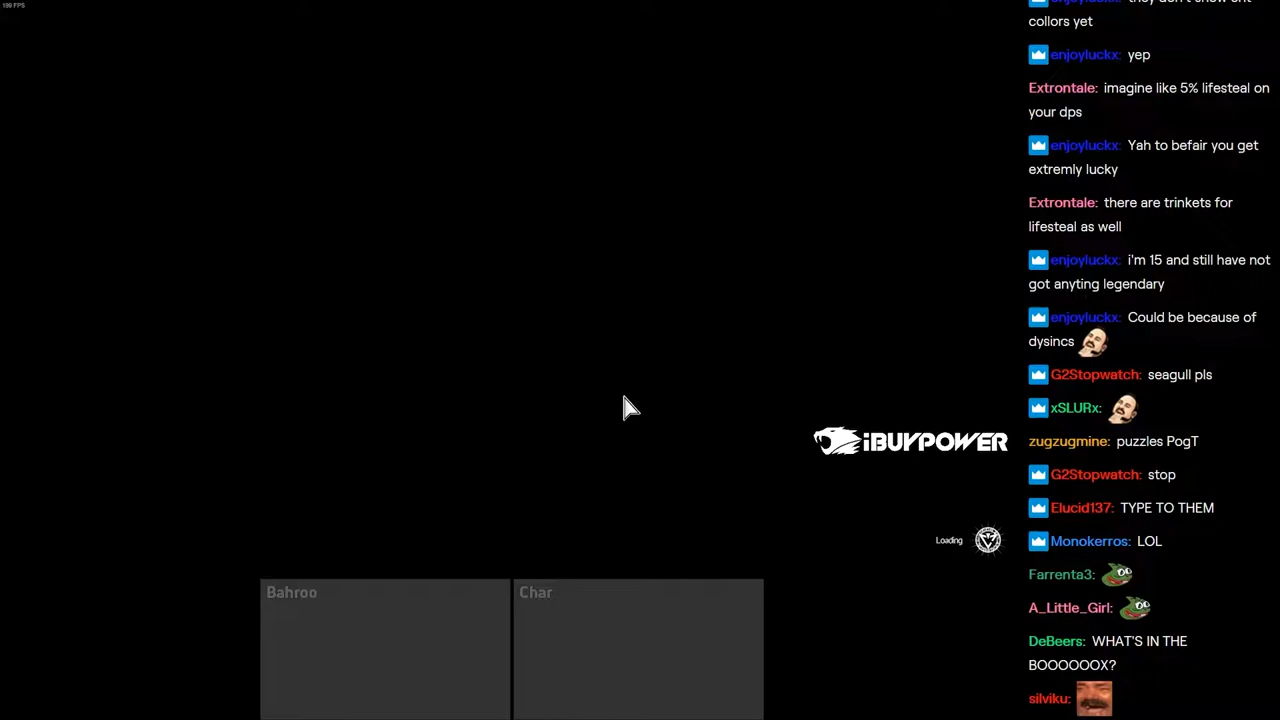 199 FPS
collors yet
enjoyluckx: yep
Extrontale: imagine like 5% lifesteal on
your dps
enjoyluckx: Yah to befair you get
extremly lucky
Extrontale: there are trinkets for
lifesteal as well
enjoyluckx: i'm 15 and still have not
got anyting legendary
enjoyluckx: Could be because of
dysincs
G2Stopwatch: seagull pls
xSLURx:
iBUYPOWER
zugzugmine: puzzles PogT
G2Stopwatch: stop
Elucid137: TYPE TO THEM
Loading
Monokerros: LOL
Farrenta3:
Bahroo
Char
A_Little_Girl:
DeBeers: WHAT'S IN THE
BOOOOOOX?
silviku: